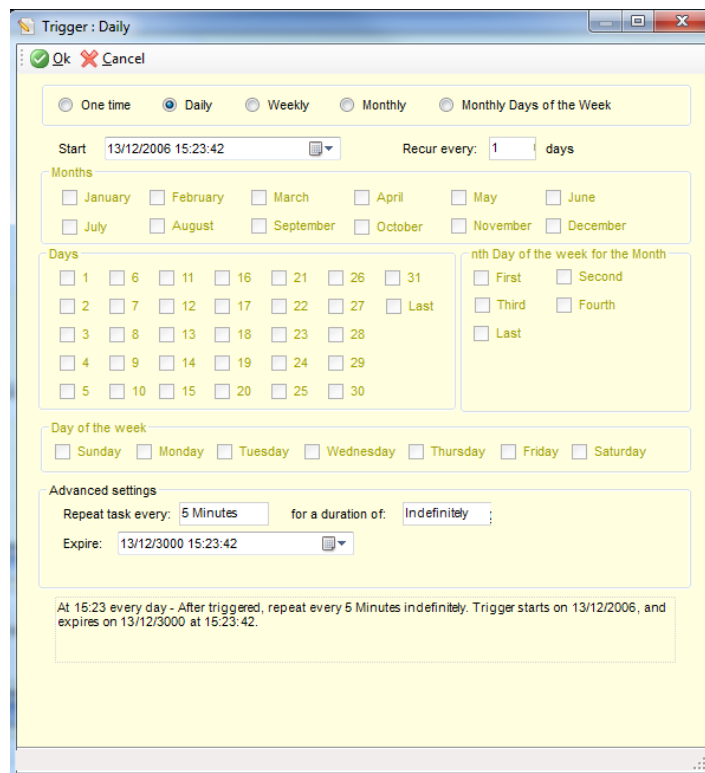 Trigger : Daily
Ok Cancel
One time Daily Weekly Monthly Monthly Days of the Week
Start 13/12/2006 15:23:42 Recur every: 1 days
Months
January February March April May June
July August September October November December
Days nth Day of the week for the Month
1 6 11 16 21 26 31 First Second
2 7 12 17 22 27 Last Third Fourth
3 8 13 18 23 28 Last
4 9 14 19 24 29
5 10 15 20 25 30
Day of the week
Sunday Monday Tuesday Wednesday Thursday Friday Saturday
Advanced settings
Repeat task every: 5 Minutes for a duration of: Indefinitely
Expire: 13/12/3000 15:23:42
At 15:23 every day - After triggered, repeat every 5 Minutes indefinitely. Trigger starts on 13/12/2006, and
expires on 13/12/3000 at 15:23:42.